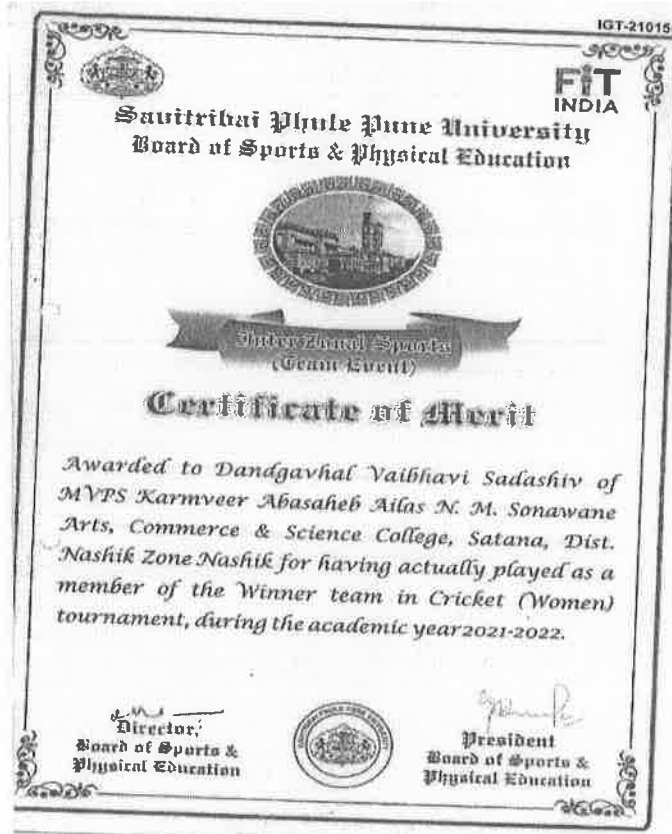 IGT-21015
FiT
INDIA
Savitribai Phule Pune University
Board of Sports & Physical Education
Inter Zonal Sports
(Team Event)
Certificate of Merit
Awarded to Dandgavhal Vaibhavi Sadashiv of
MVPS Karmveer Abasaheb Ailas N. M. Sonawane
Arts, Commerce & Science College, Satana, Dist.
Nashik Zone Nashik for having actually played as a
member of the Winner team in Cricket (Women)
tournament, during the academic year 2021-2022.
Director,
Board of Sports &
Physical Education
President
Board of Sports &
Physical Education